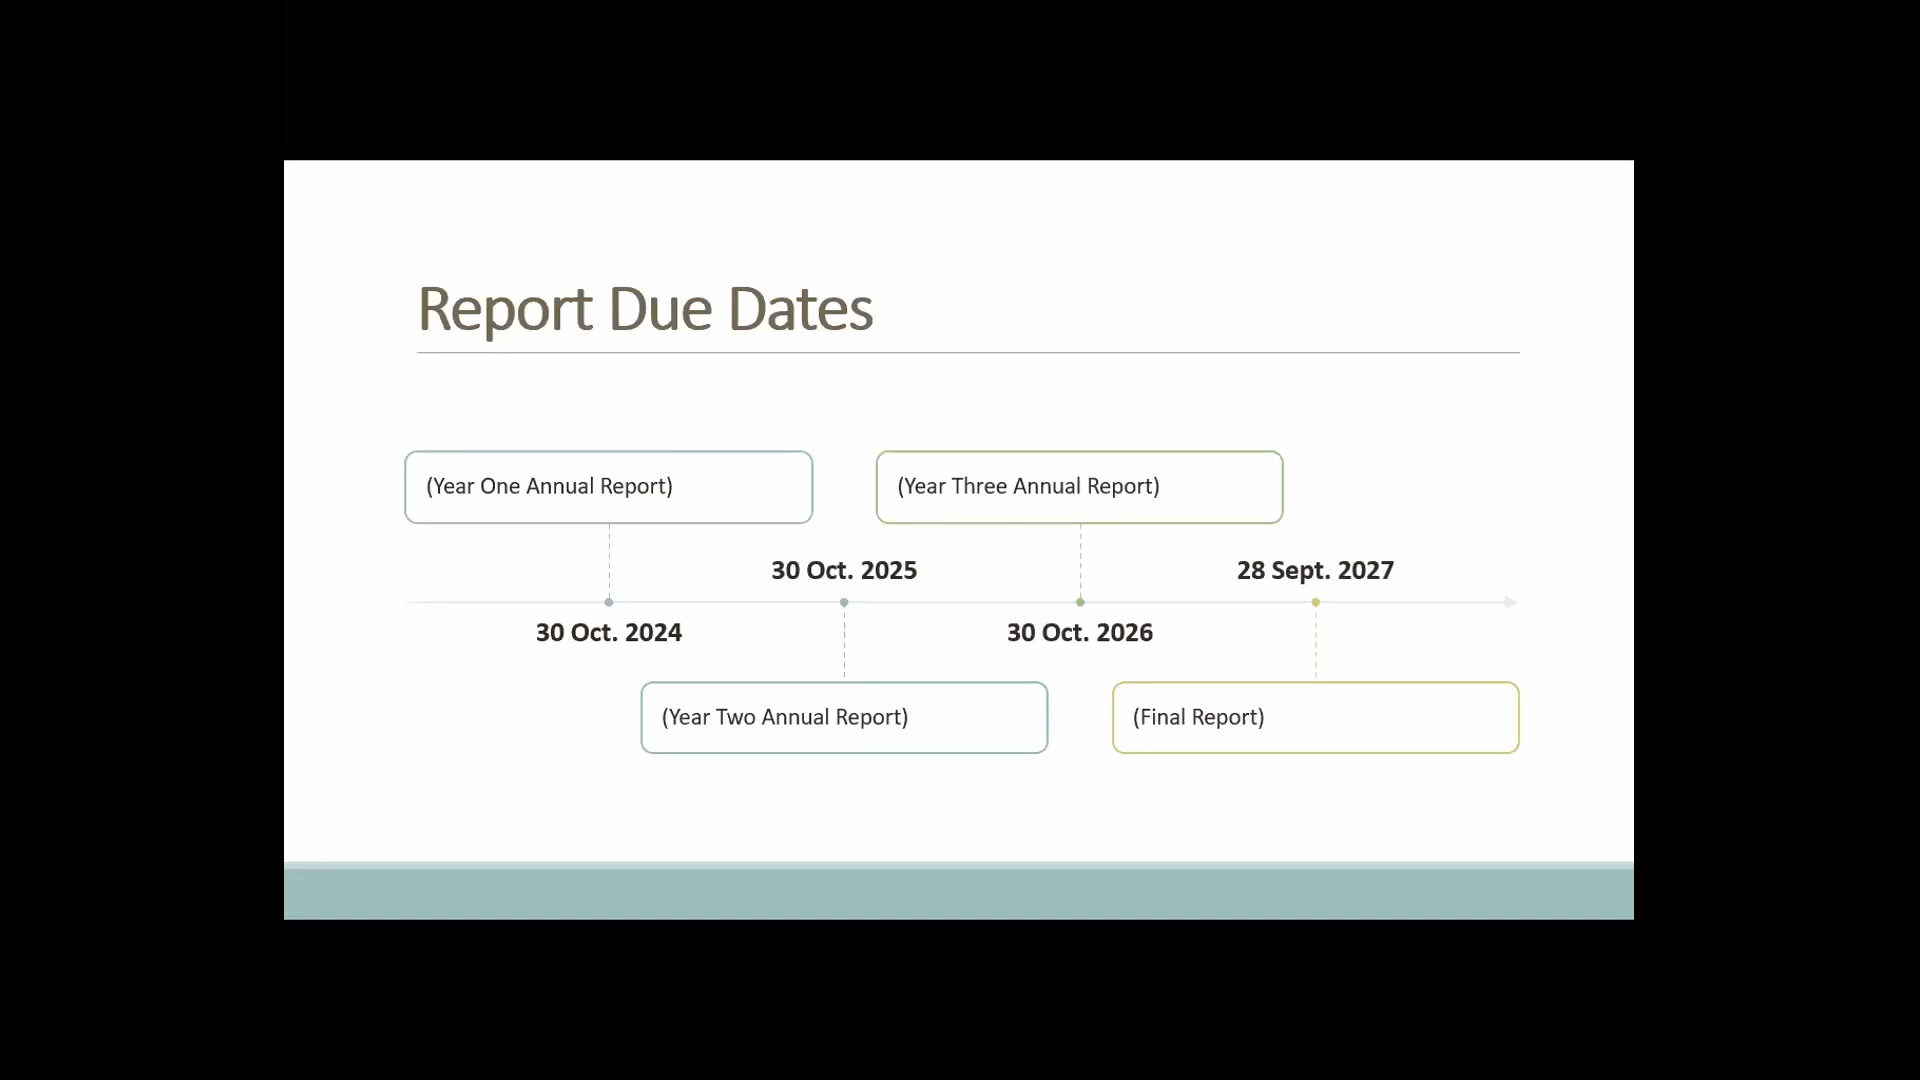 Report Due Dates
(Year One Annual Report)
30 Oct. 2024
30 Oct. 2025
(Year Two Annual Report)
(Year Three Annual Report)
30 Oct. 2026
28 Sept. 2027
(Final Report)